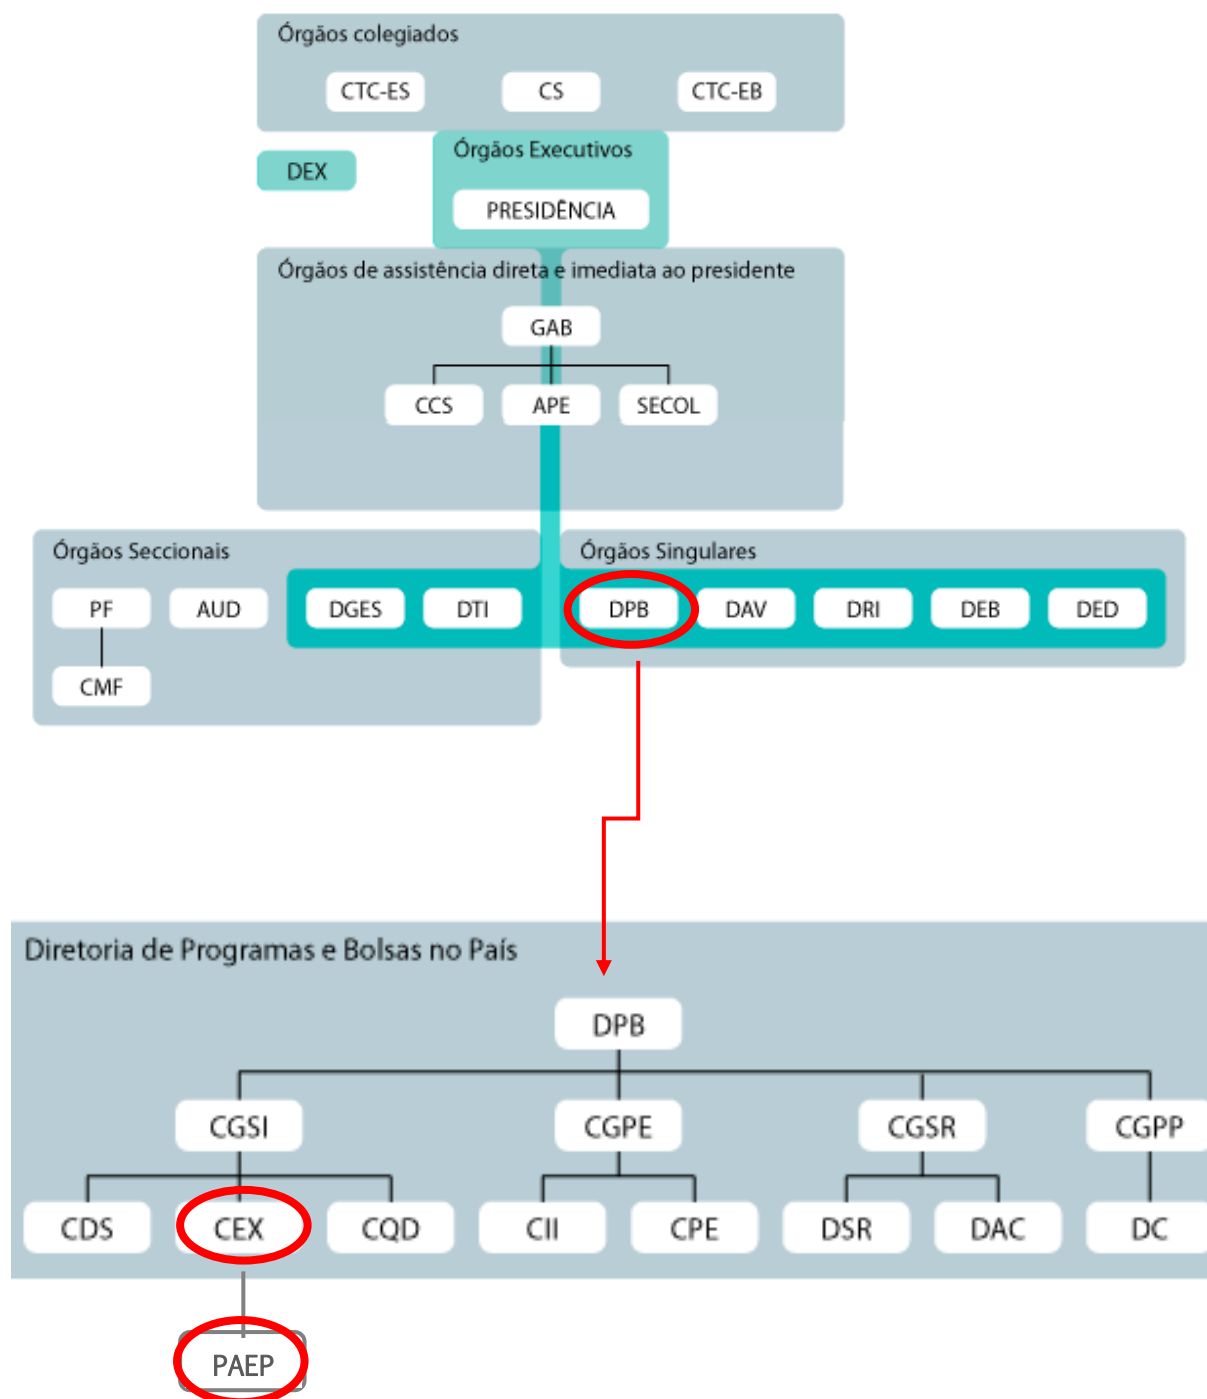 Órgãos colegiados
CTC-ES CS CTC-EB
DEX
Órgãos Executivos
PRESIDÊNCIA
Órgãos de assistência direta e imediata ao presidente
GAB
CCS APE SECOL
Órgãos Seccionais
PF AUD DGES DTI
CMF
Órgãos Singulares
DPB DAV DRI DEB DED
Diretoria de Programas e Bolsas no País
DPB
CGSI CGPE CGSR CGPP
CDS CEX CQD CII CPE DSR DAC DC
PAEP